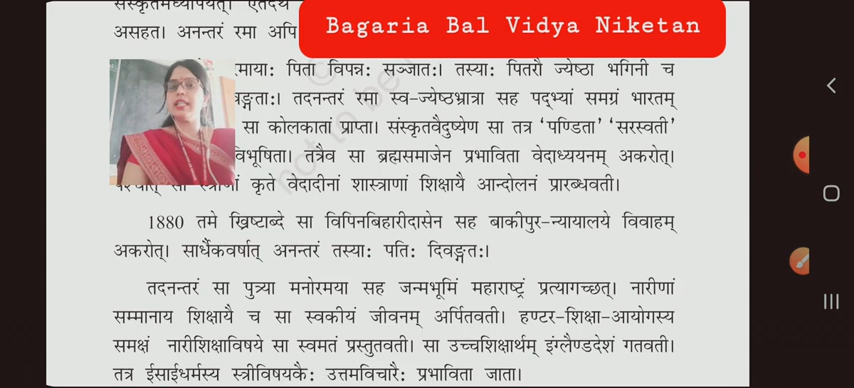 संस्कृतमध्यापयत्। एतदर्थं
असहत। अनन्तरं रमा अपि
Bagaria Bal Vidya Niketan
पिता विपन्नः सञ्जातः। तस्याः पितरौ ज्येष्ठा भगिनी च
तदनन्तरं रमा स्व-ज्येष्ठभ्रात्रा सह पद्भ्यां समग्रं भारतम्
सा कोलकातां प्राप्ता। संस्कृतवैदुष्येण सा तत्र ‘पण्डिता’ ‘सरस्वती’
विभूषिता। तत्रैव सा ब्रह्मसमाजेन प्रभाविता वेदाध्ययनम् अकरोत्।
कृते वेदादीनां शास्त्राणां शिक्षायै आन्दोलनं प्रारब्धवती।
1880 तमे ख्रिष्टाब्दे सा विपिनबिहारीदासेन सह बाकीपुर-न्यायालये विवाहम्
अकरोत्। सार्धैकवर्षात् अनन्तरं तस्याः पतिः दिवङ्गतः।
तदनन्तरं सा पुत्र्या मनोरमया सह जन्मभूमिं महाराष्ट्रं प्रत्यागच्छत्। नारीणां
सम्मानाय शिक्षायै च सा स्वकीयं जीवनम् अर्पितवती। हण्टर-शिक्षा-आयोगस्य
समक्षं नारीशिक्षाविषये सा स्वमतं प्रस्तुतवती। सा उच्चशिक्षार्थम् इंग्लैण्डदेशं गतवती।
तत्र ईसाईधर्मस्य स्त्रीविषयकैः उत्तमविचारैः प्रभाविता जाता।